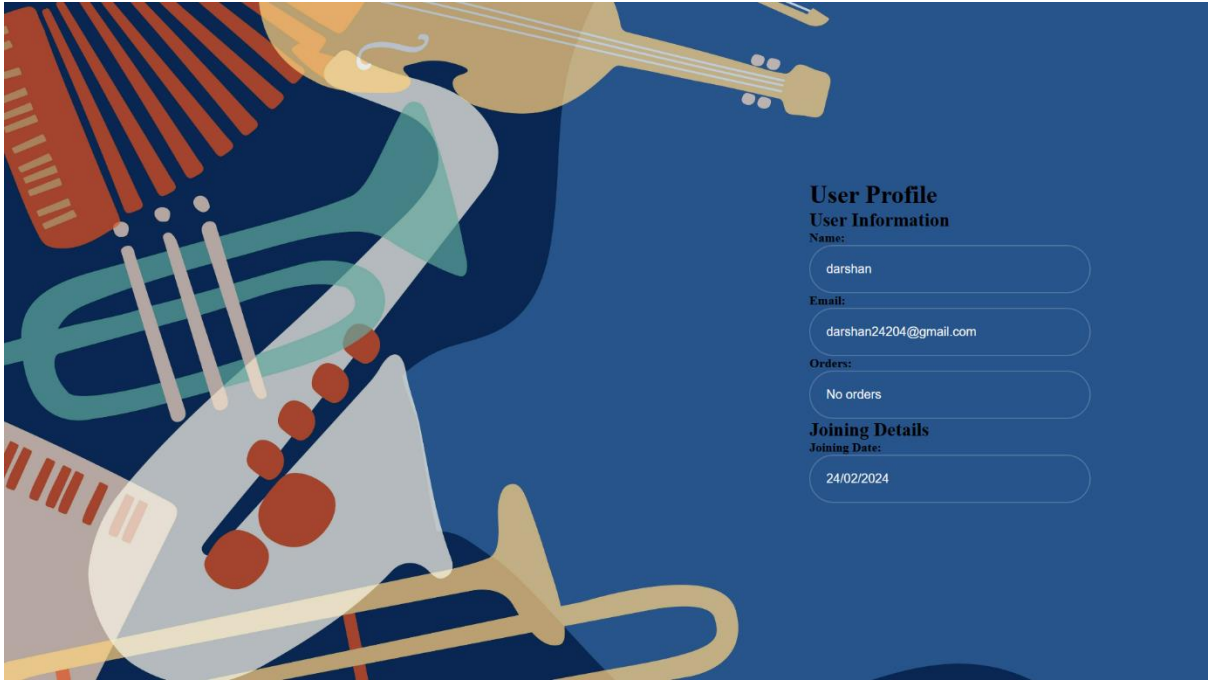 User Profile
User Information
Name:
darshan
Email:
darshan24204@gmail.com
Orders:
No orders
Joining Details
Joining Date:
24/02/2024